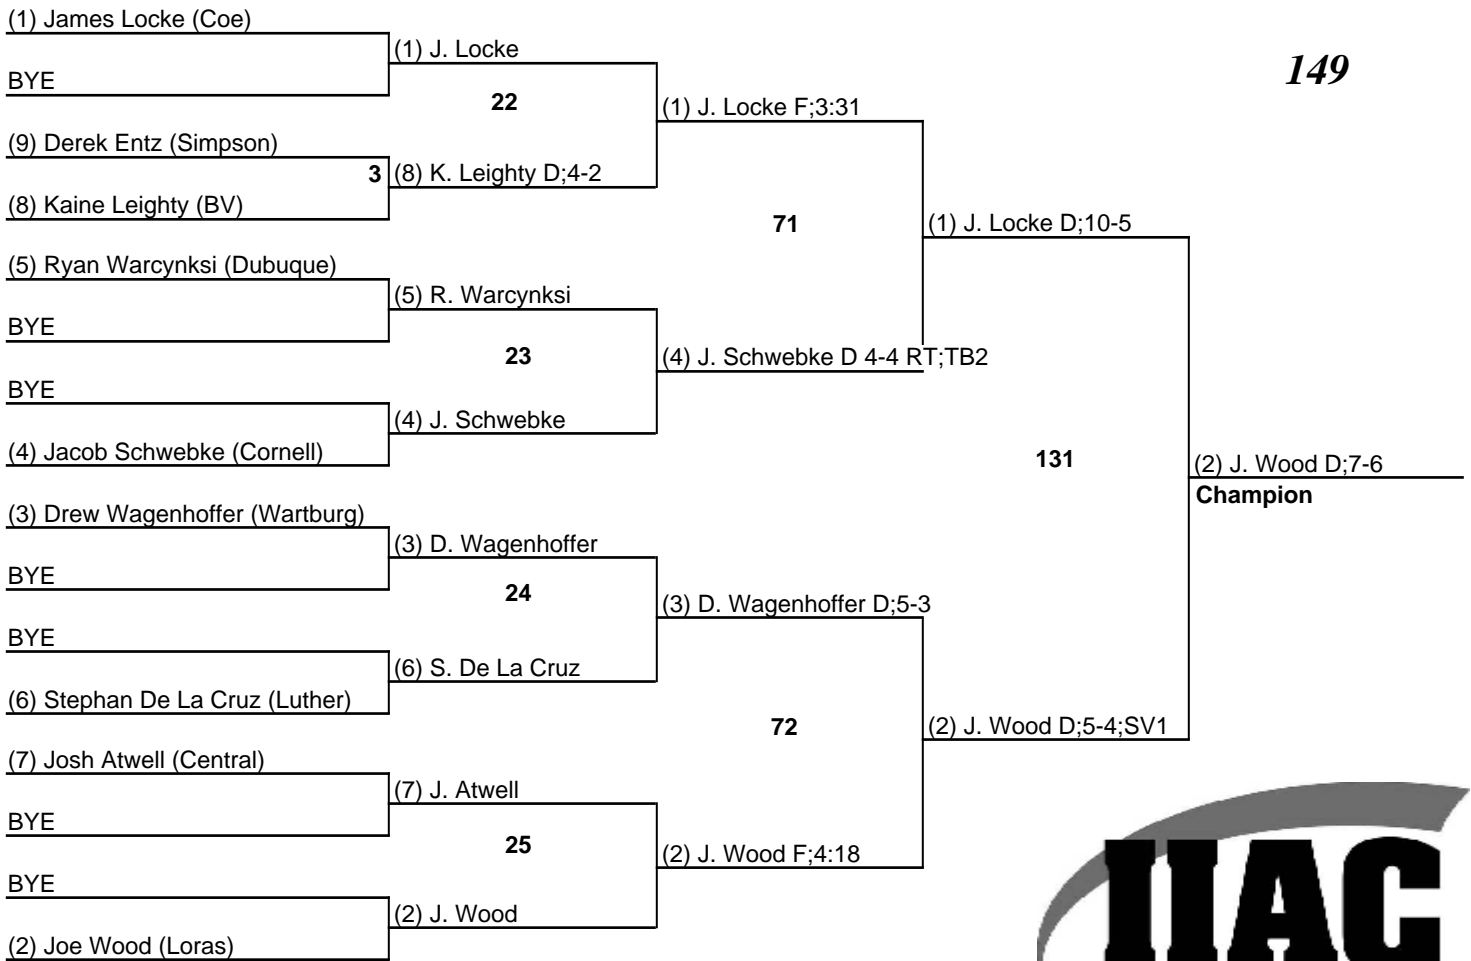 (1) James Locke (Coe)
(1) J. Locke
149
BYE
22
(1) J. Locke F;3:31
(9) Derek Entz (Simpson)
3 (8) K. Leighty D;4-2
(8) Kaine Leighty (BV)
71
(1) J. Locke D;10-5
(5) Ryan Warcynksi (Dubuque)
(5) R. Warcynksi
BYE
23
(4) J. Schwebke D 4-4 RT;TB2
BYE
(4) J. Schwebke
(4) Jacob Schwebke (Cornell)
131
(2) J. Wood D;7-6
Champion
(3) Drew Wagenhoffer (Wartburg)
(3) D. Wagenhoffer
BYE
24
(3) D. Wagenhoffer D;5-3
BYE
(6) S. De La Cruz
(6) Stephan De La Cruz (Luther)
72
(2) J. Wood D;5-4;SV1
(7) Josh Atwell (Central)
(7) J. Atwell
BYE
25
(2) J. Wood F;4:18
BYE
(2) J. Wood
(2) Joe Wood (Loras)
IIAC